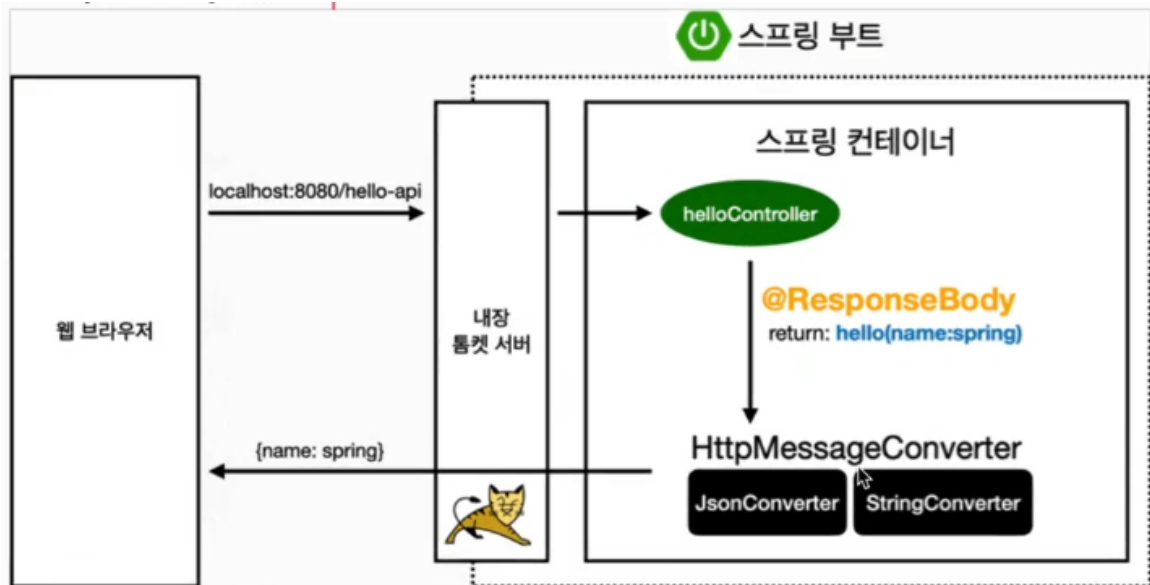 스프링 부트
스프링 컨테이너
localhost:8080/hello-api
helloController
@ResponseBody
return: hello(name:spring)
웹 브라우저
내장
톰켓 서버
{name: spring}
HttpMessageConverter
JsonConverter
StringConverter